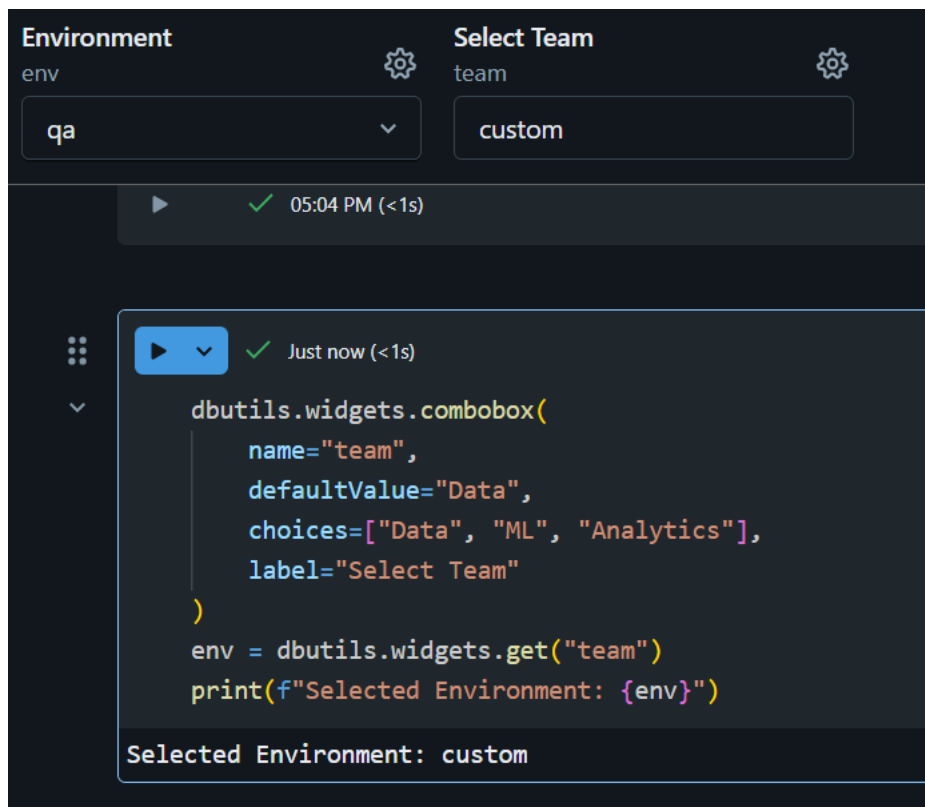 Environment
env
qa
Select Team
team
custom
05:04 PM (<1s)
Just now (<1s)
dbutils.widgets.combobox(
    name="team",
    defaultValue="Data",
    choices=["Data", "ML", "Analytics"],
    label="Select Team"
)
env = dbutils.widgets.get("team")
print(f"Selected Environment: {env}")
Selected Environment: custom